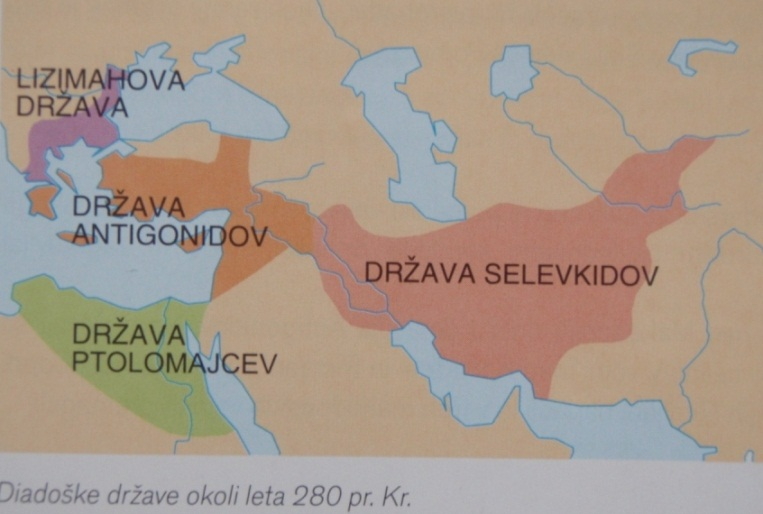 LIZIMAHOVA
DRŽAVA
DRŽAVA
ANTIGONIDOV
DRŽAVA SELEVKIDOV
DRŽAVA
PTOLOMAJCEV
Diadoške države okoli leta 280 pr. Kr.